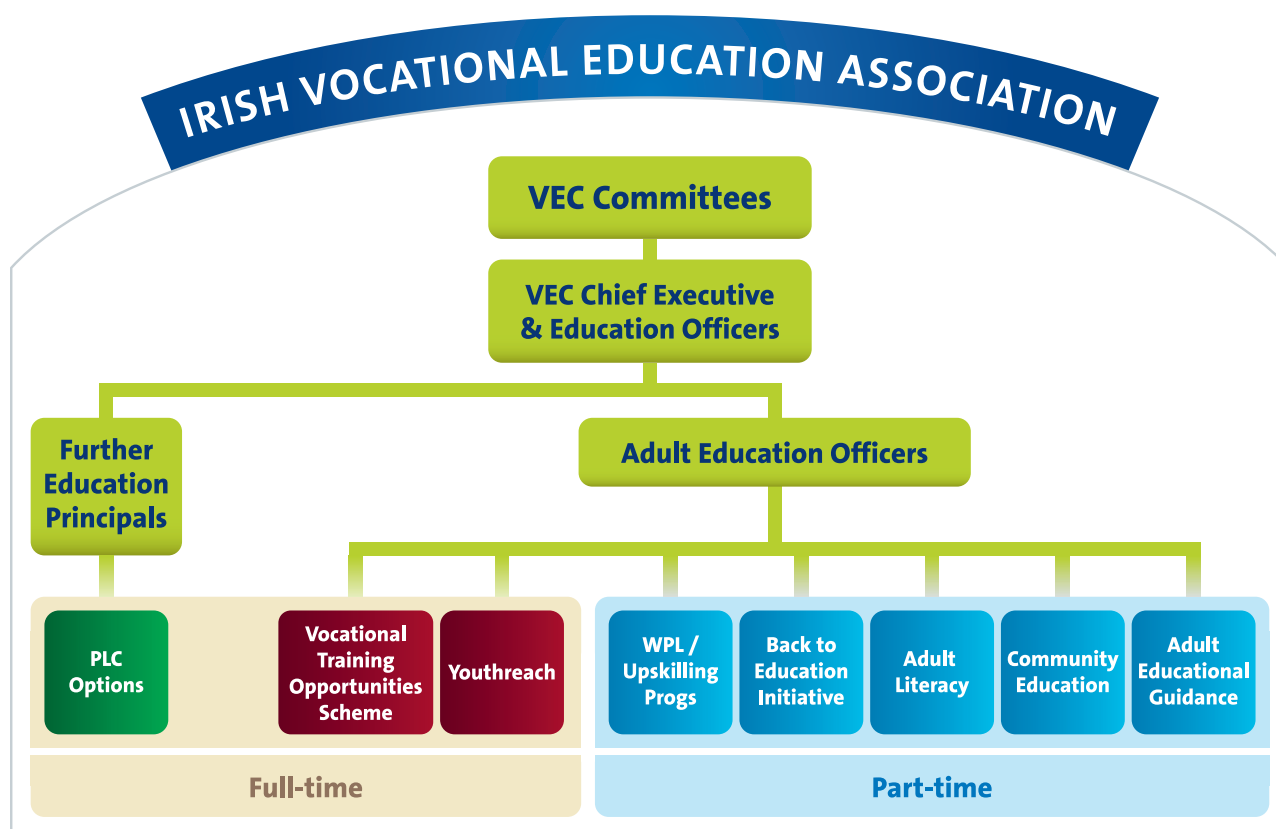 IRISH VOCATIONAL EDUCATION ASSOCIATION
VEC Committees
VEC Chief Executive
& Education Officers
Further
Education
Principals
Adult Education Officers
PLC
Options
Vocational
Training
Opportunities
Scheme
Youthreach
WPL /
Upskilling
Progs
Back to
Education
Initiative
Adult
Literacy
Community
Education
Adult
Educational
Guidance
Full-time
Part-time